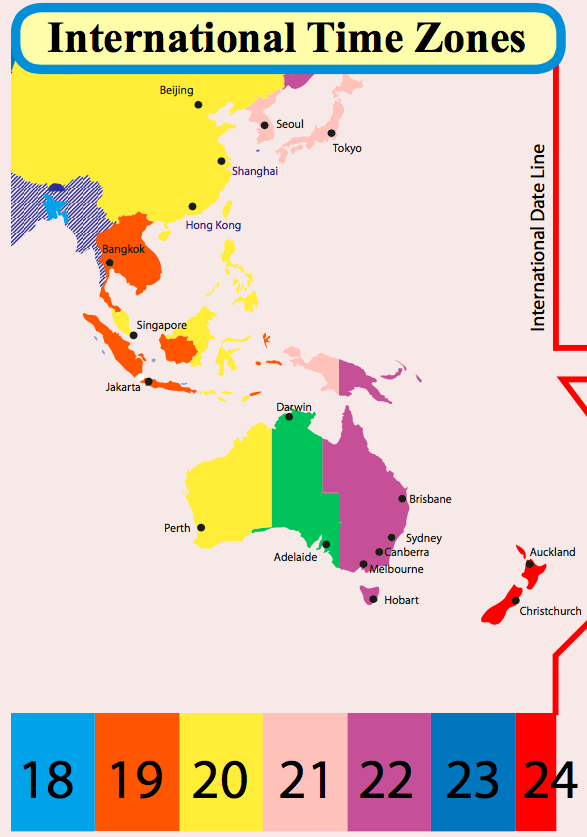 International Time Zones
Beijing
Seoul
Tokyo
Shanghai
International Date Line
Hong Kong
Bangkok
Singapore
Jakarta
Darwin
Brisbane
Perth
Sydney
Adelaide
Canberra
Melbourne
Auckland
Hobart
Christchurch
18 19 20 21 22 23 24